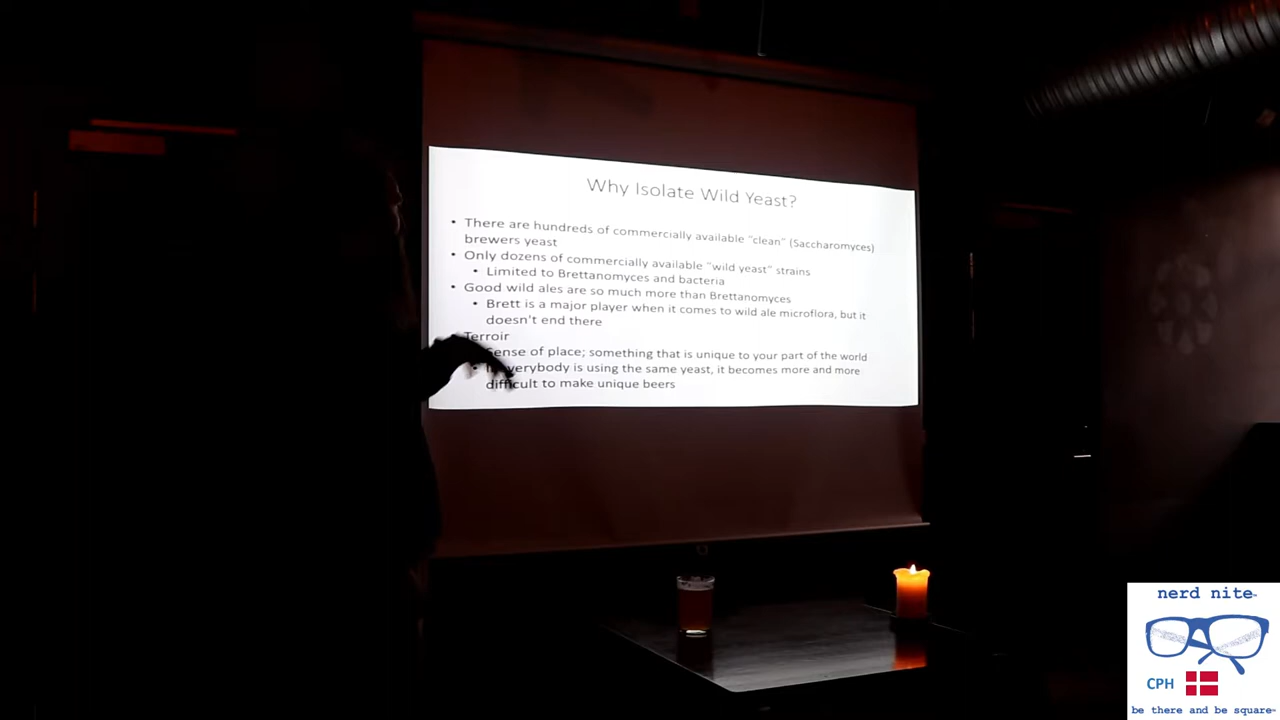 Why Isolate Wild Yeast?
• There are hundreds of commercially available "clean" (Saccharomyces)
brewers yeast
• Only dozens of commercially available "wild yeast" strains
• Limited to Brettanomyces and bacteria
• Good wild ales are so much more than Brettanomyces
• Brett is a major player when it comes to wild ale microflora, but it
doesn't end there
Terroir
Sense of place; something that is unique to your part of the world
• everybody is using the same yeast, it becomes more and more
difficult to make unique beers
nerd nite
CPH
be there and be square